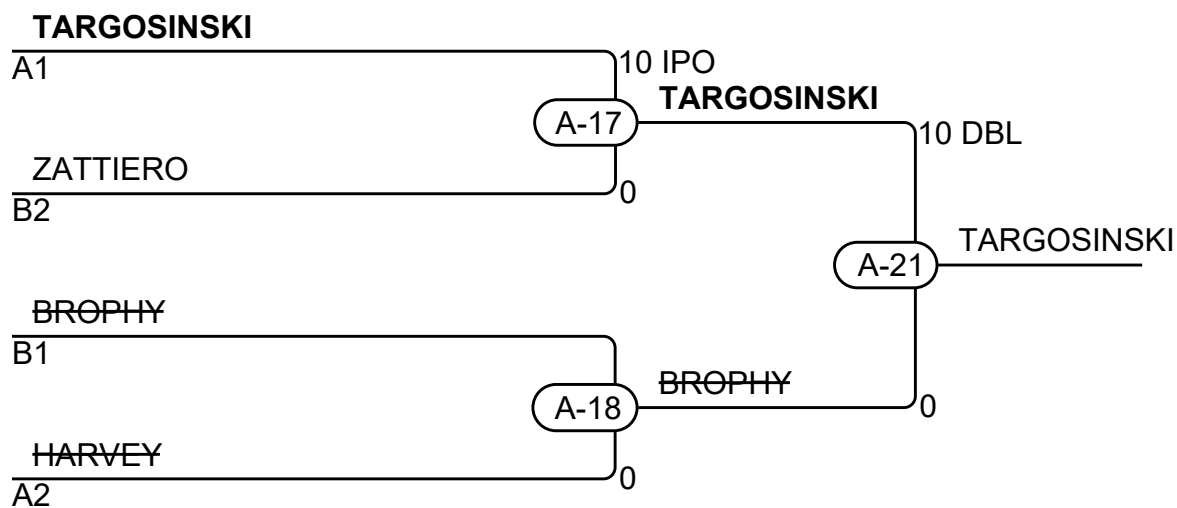 TARGOSINSKI
A1
10 IPO
TARGOSINSKI
A-17
10 DBL
ZATTIERO
B2
0
TARGOSINSKI
A-21
BROPHY
B1
BROPHY
A-18
0
HARVEY
A2
0